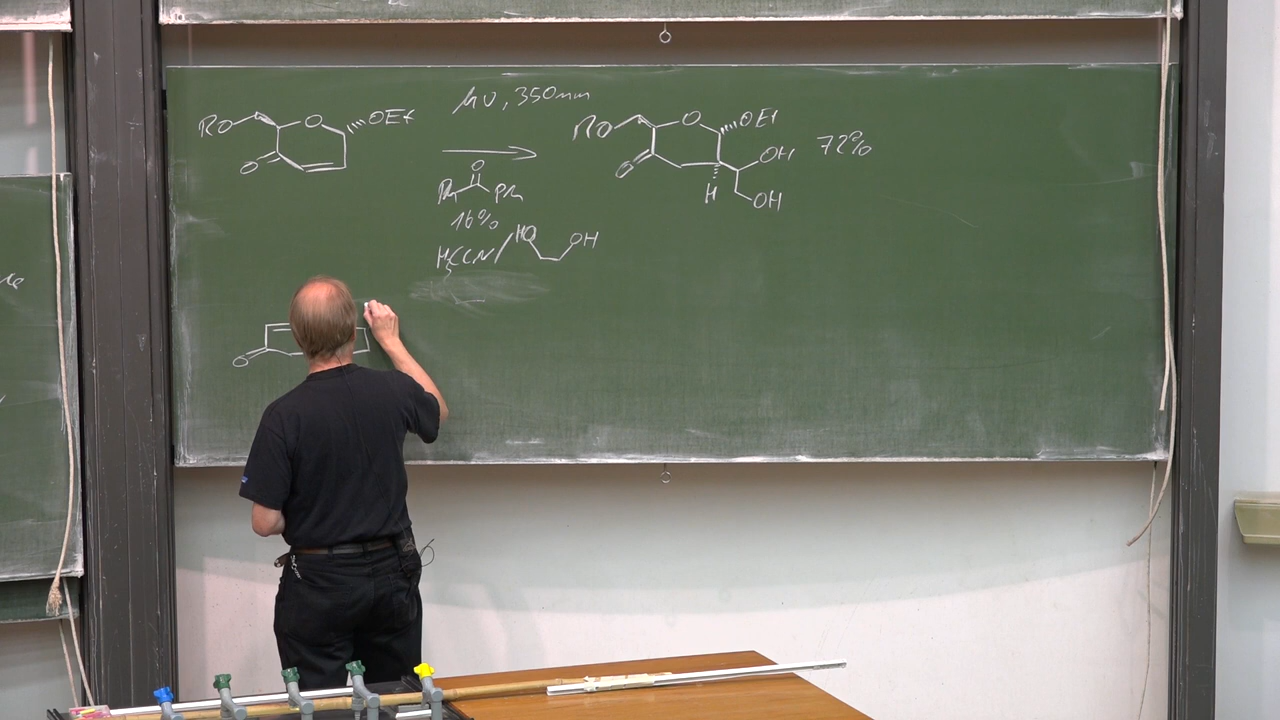 hν, 350nm
RO O OEt
O
RO O OEt
O H OH
OH
72%
O
Ph Ph
16%
H3CCN/ HO OH
O